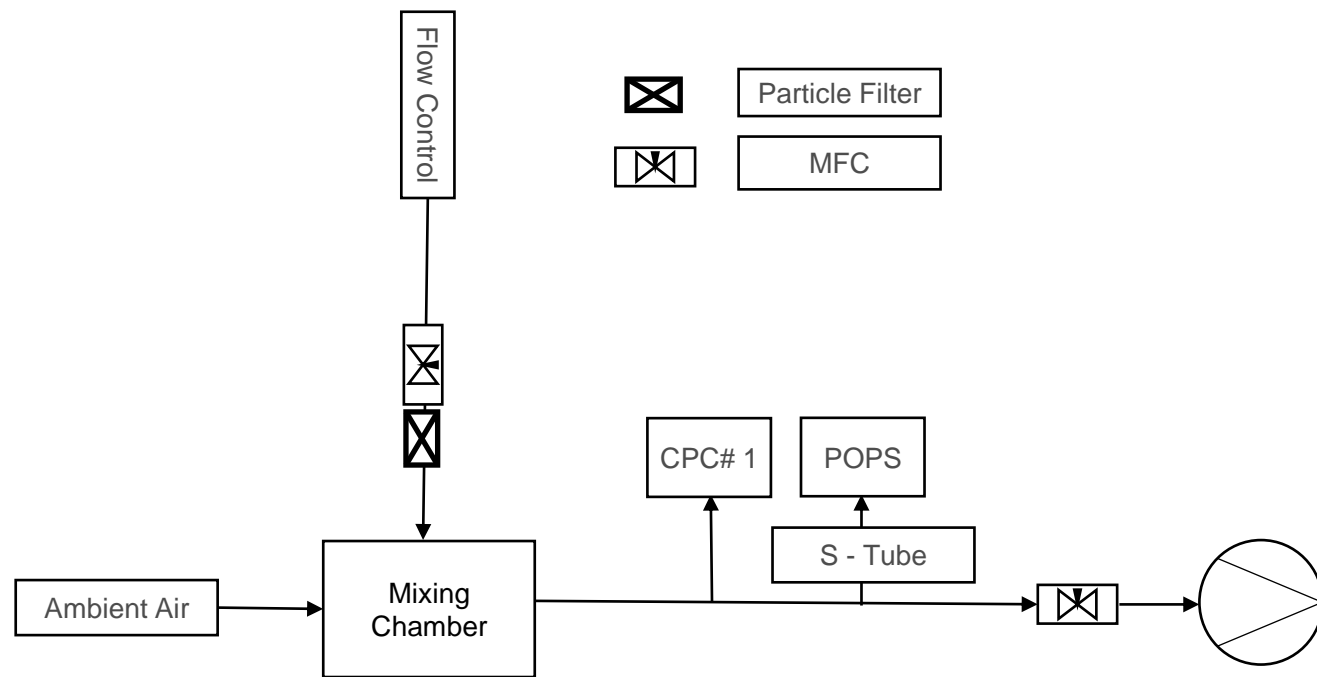 Flow Control
Particle Filter
MFC
CPC# 1
POPS
S - Tube
Ambient Air
Mixing
Chamber